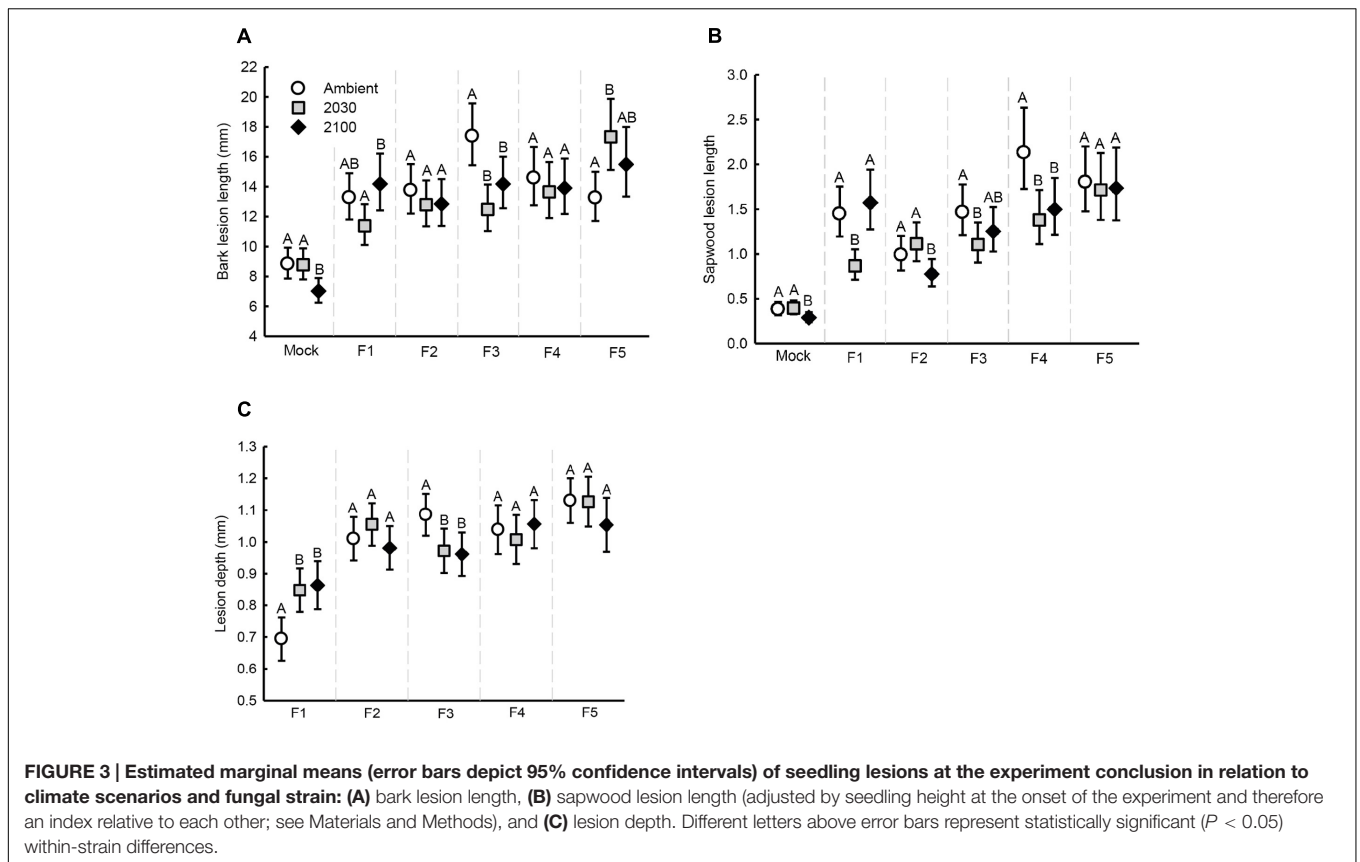 A
22
20
18
16
14
12
10
8
6
4
Bark lesion length (mm)
Ambient
2030
2100
A A B
AB A B
A A A
A B B
A A A
A B AB
Mock F1 F2 F3 F4 F5
B
3.0
2.5
2.0
1.5
1.0
0.5
0.0
Sapwood lesion length
A A B
A B A
A A B
A B AB
A B B
A A A
Mock F1 F2 F3 F4 F5
C
1.3
1.2
1.1
1.0
0.9
0.8
0.7
0.6
0.5
Lesion depth (mm)
A B B
A A A
A B B
A A A
A A A
F1 F2 F3 F4 F5
FIGURE 3 | Estimated marginal means (error bars depict 95% confidence intervals) of seedling lesions at the experiment conclusion in relation to
climate scenarios and fungal strain: (A) bark lesion length, (B) sapwood lesion length (adjusted by seedling height at the onset of the experiment and therefore
an index relative to each other; see Materials and Methods), and (C) lesion depth. Different letters above error bars represent statistically significant (P < 0.05)
within-strain differences.